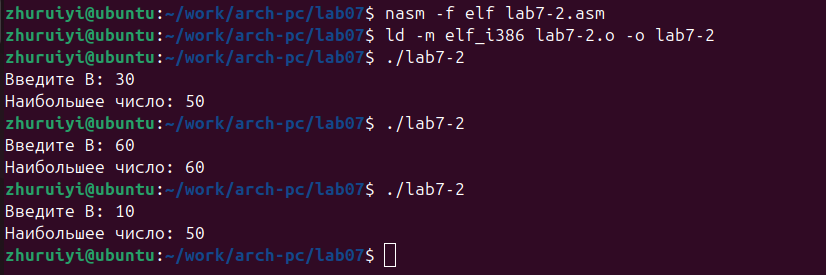 zhuruiyi@ubuntu:~/work/arch-pc/lab07$ nasm -f elf lab7-2.asm
zhuruiyi@ubuntu:~/work/arch-pc/lab07$ ld -m elf_i386 lab7-2.o -o lab7-2
zhuruiyi@ubuntu:~/work/arch-pc/lab07$ ./lab7-2
Введите В: 30
Наибольшее число: 50
zhuruiyi@ubuntu:~/work/arch-pc/lab07$ ./lab7-2
Введите В: 60
Наибольшее число: 60
zhuruiyi@ubuntu:~/work/arch-pc/lab07$ ./lab7-2
Введите В: 10
Наибольшее число: 50
zhuruiyi@ubuntu:~/work/arch-pc/lab07$